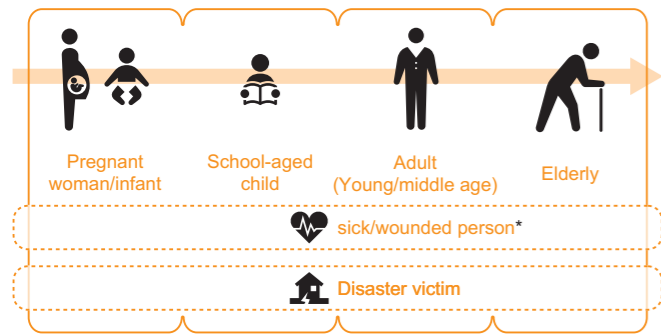 Pregnant
woman/infant
School-aged
child
Adult
(Young/middle age)
Elderly
sick/wounded person*
Disaster victim